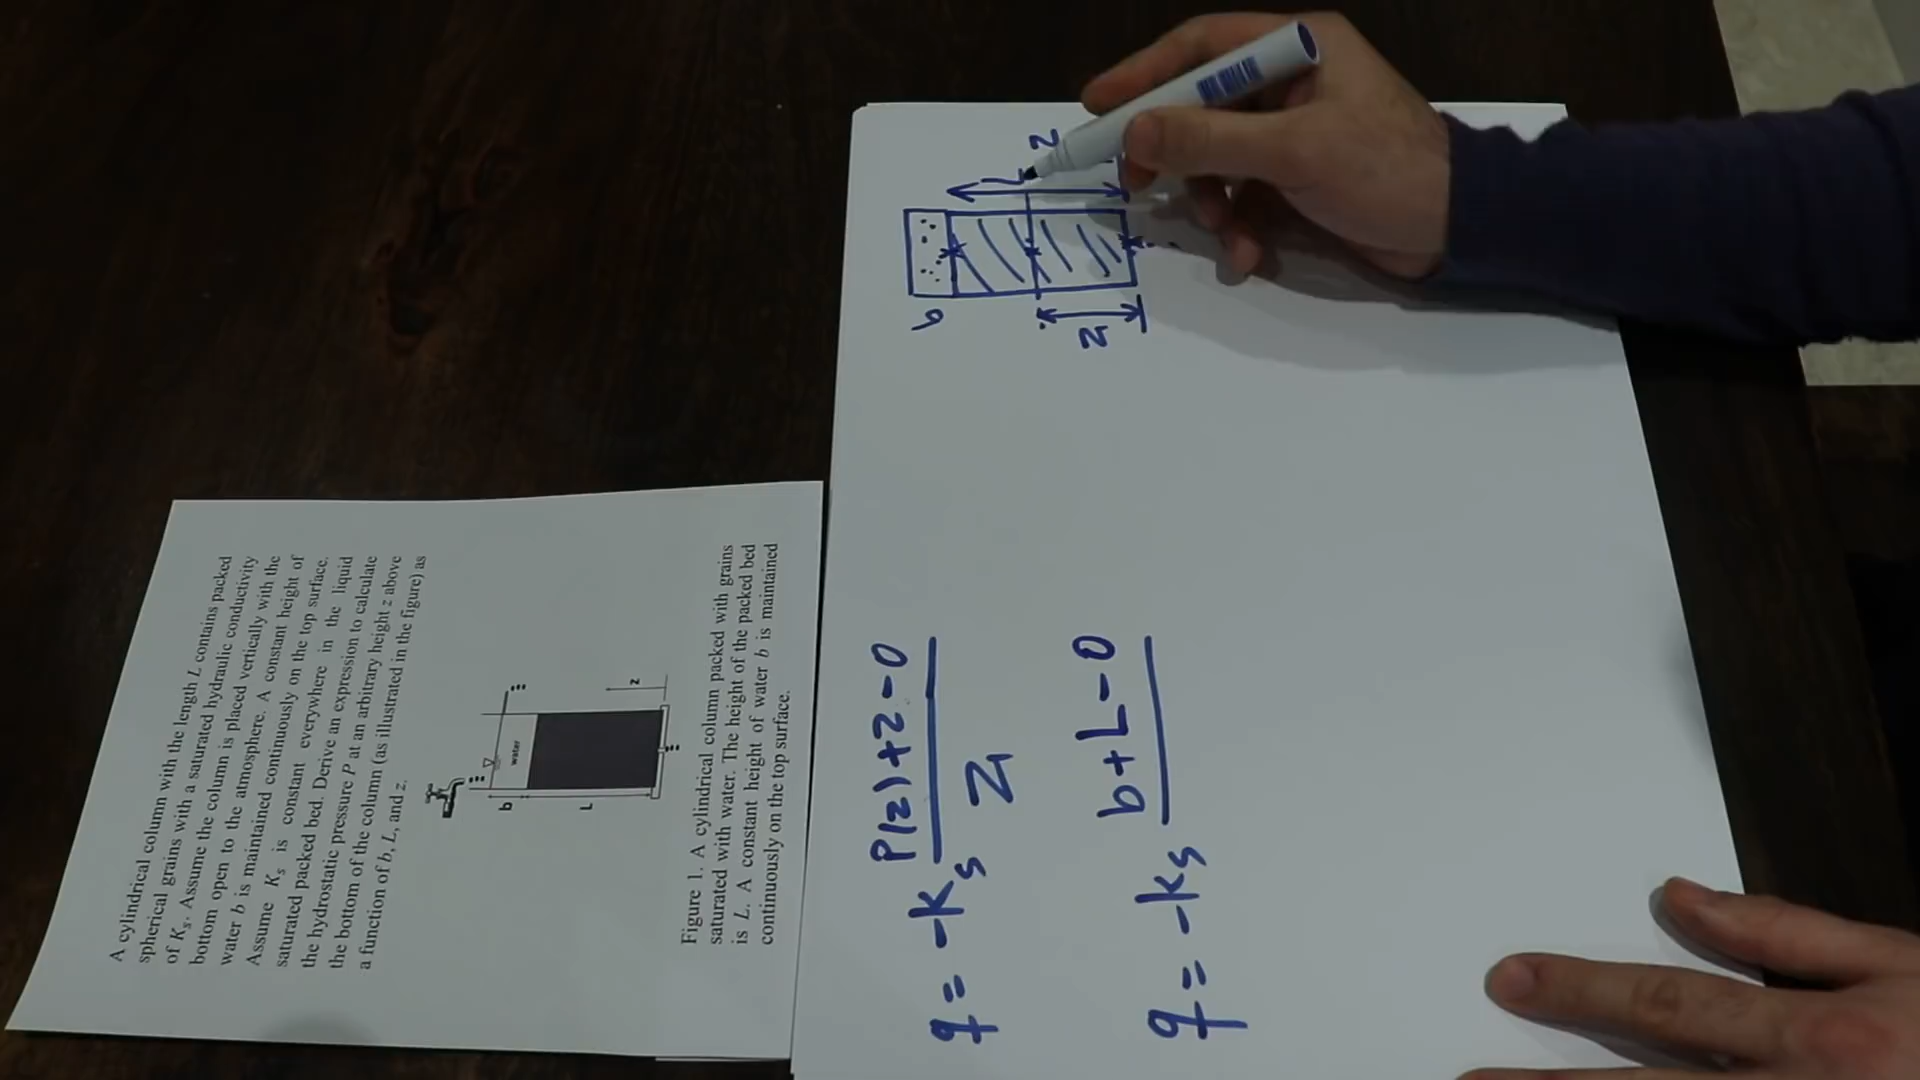 A cylindrical column with the length L contains packed
spherical grains with a saturated hydraulic conductivity
of Ks. Assume the column is placed vertically with the
bottom open to the atmosphere. A constant height of
water b is maintained continuously on the top surface.
Assume Ks is constant everywhere in the liquid
saturated packed bed. Derive an expression to calculate
the hydrostatic pressure P at an arbitrary height z above
the bottom of the column (as illustrated in the figure) as
a function of b, L, and z.
b
water
L
z
Figure 1. A cylindrical column packed with grains
saturated with water. The height of the packed bed
is L. A constant height of water b is maintained
continuously on the top surface.
q = -Ks P(z)+z-0
z
q = -Ks b+L-0
b
z
z